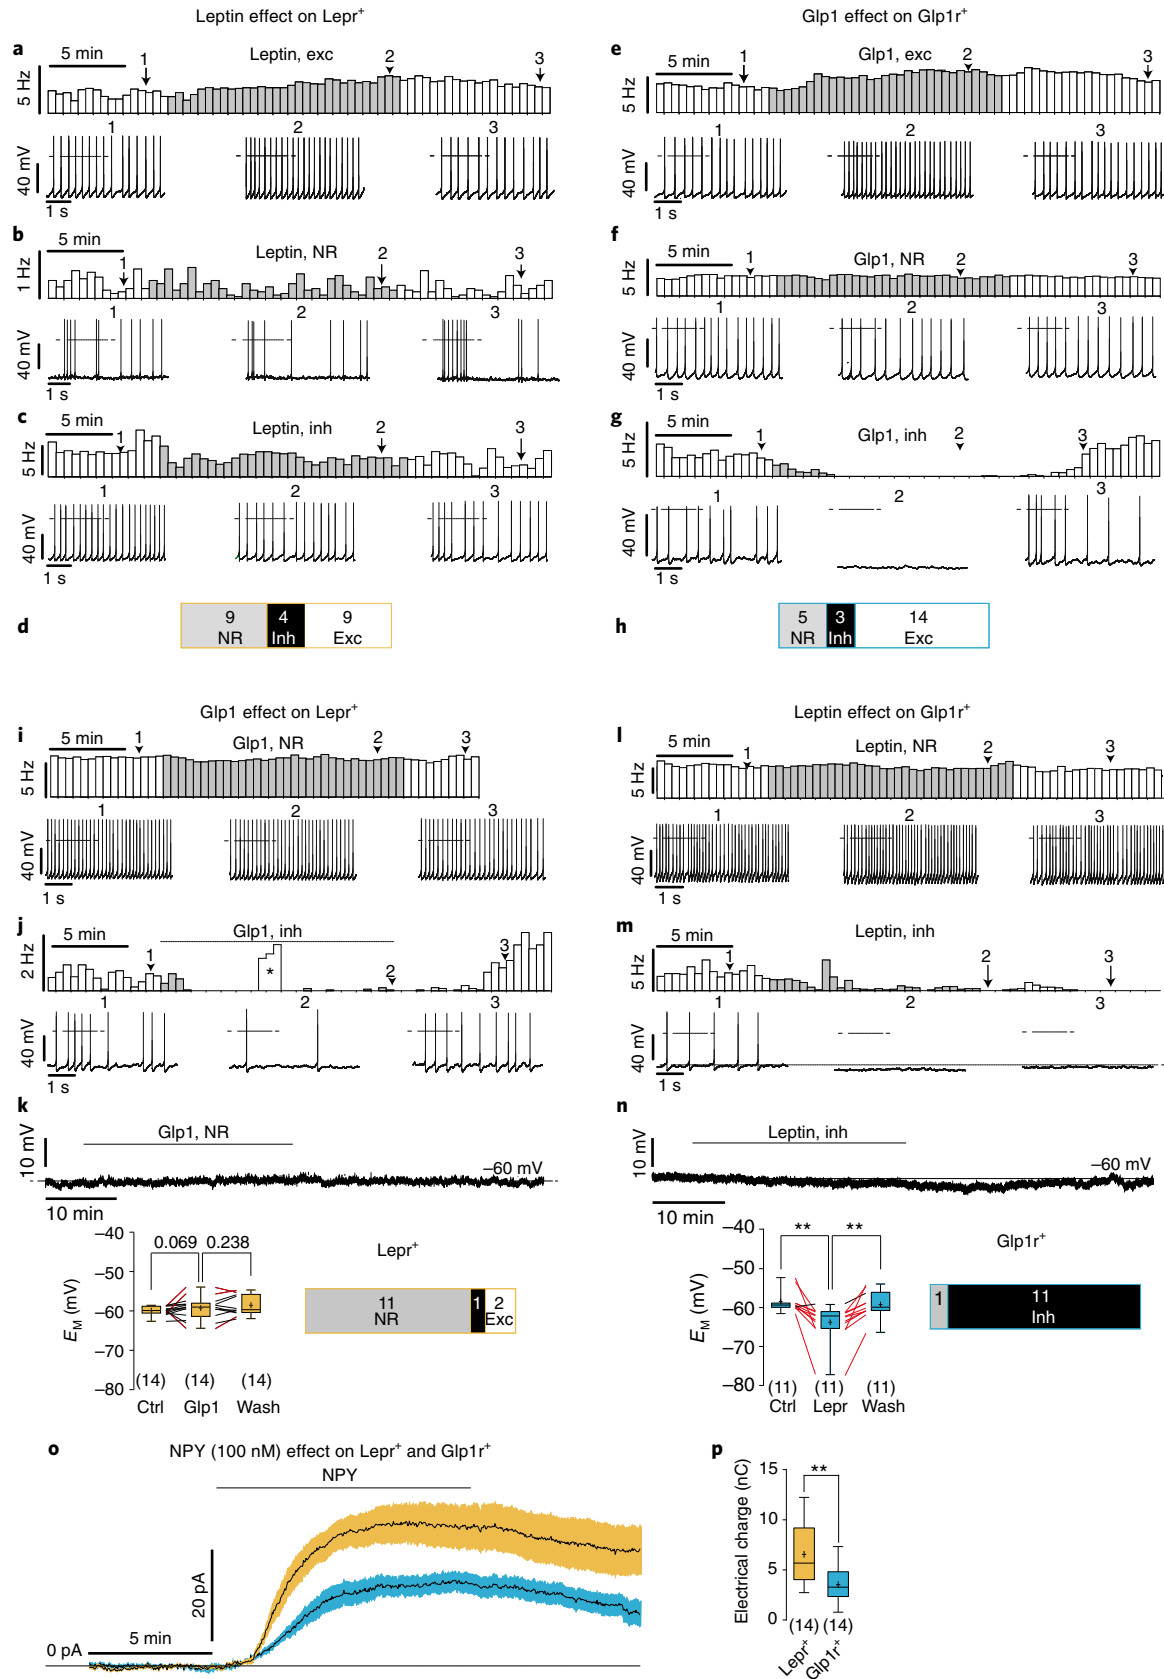 Leptin effect on Lepr⁺
a
5 min
1
Leptin, exc
2
3
5 Hz
1
2
3
40 mV
1 s
b
5 min
1
Leptin, NR
2
3
1 Hz
1
2
3
40 mV
1 s
c
5 min
1
Leptin, inh
2
3
5 Hz
1
2
3
40 mV
1 s
d
9
NR
4
Inh
9
Exc
Glp1 effect on Glp1r⁺
e
5 min
1
Glp1, exc
2
3
5 Hz
1
2
3
40 mV
1 s
f
5 min
1
Glp1, NR
2
3
5 Hz
1
2
3
40 mV
1 s
g
5 min
1
Glp1, inh
2
3
5 Hz
1
2
3
40 mV
1 s
h
5
NR
3
Inh
14
Exc
Glp1 effect on Lepr⁺
i
5 min
1
Glp1, NR
2
3
5 Hz
1
2
3
40 mV
1 s
j
5 min
1
Glp1, inh
*
2
3
2 Hz
1
2
3
40 mV
1 s
k
Glp1, NR
10 mV
–60 mV
10 min
–40
–50
–60
–70
–80
E_M (mV)
0.069
0.238
(14)
(14)
(14)
Ctrl
Glp1
Wash
Lepr⁺
11
NR
1
2
Exc
Leptin effect on Glp1r⁺
l
5 min
1
Leptin, NR
2
3
5 Hz
1
2
3
40 mV
1 s
m
5 min
1
Leptin, inh
2
3
5 Hz
1
2
3
40 mV
1 s
n
Leptin, inh
10 mV
–60 mV
10 min
–40
–50
–60
–70
–80
E_M (mV)
**
**
(11)
(11)
(11)
Ctrl
Lepr
Wash
Glp1r⁺
1
11
Inh
o
NPY (100 nM) effect on Lepr⁺ and Glp1r⁺
NPY
20 pA
0 pA
5 min
p
Electrical charge (nC)
15
10
5
0
**
(14)
(14)
Lepr⁺
Glp1r⁺